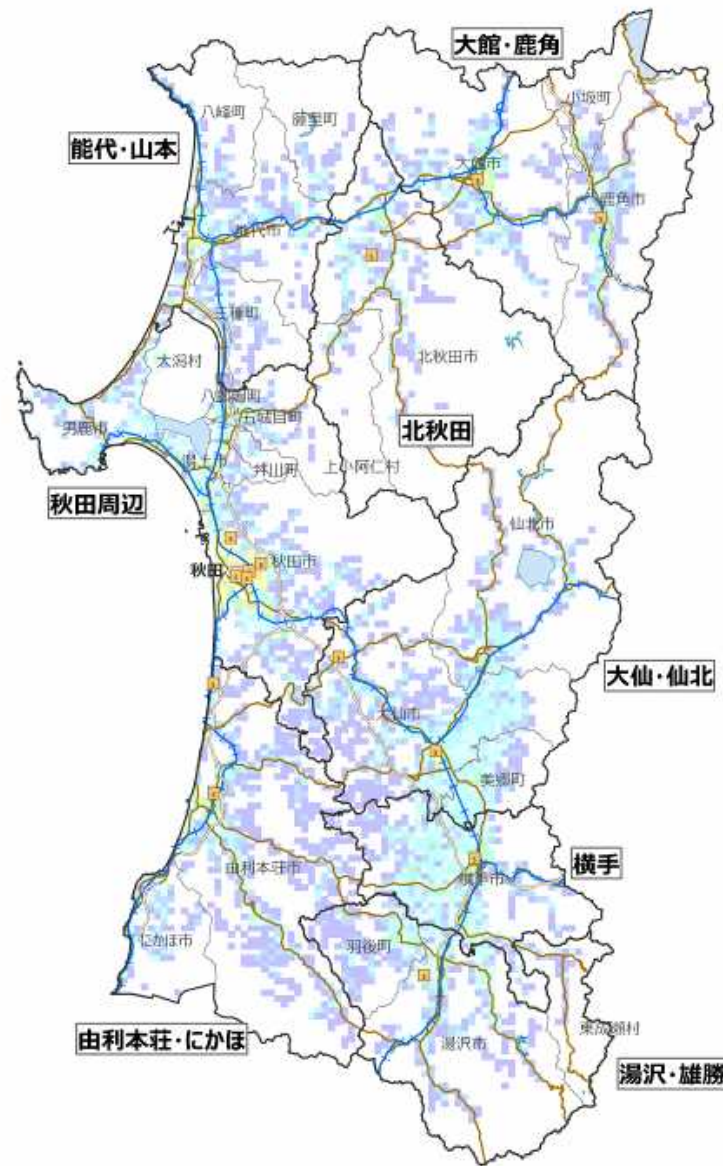 大館・鹿角
小坂町
八峰町
藤里町
能代・山本
大館市
鹿角市
能代市
三種町
大潟村
北秋田市
八郎潟町
五城目町
男鹿市
北秋田
潟上市
井川町
上小阿仁村
秋田周辺
仙北市
秋田
秋田市
大仙・仙北
大仙市
美郷町
横手
由利本荘市
横手市
にかほ市
羽後町
東成瀬村
由利本荘・にかほ
湯沢市
湯沢・雄勝